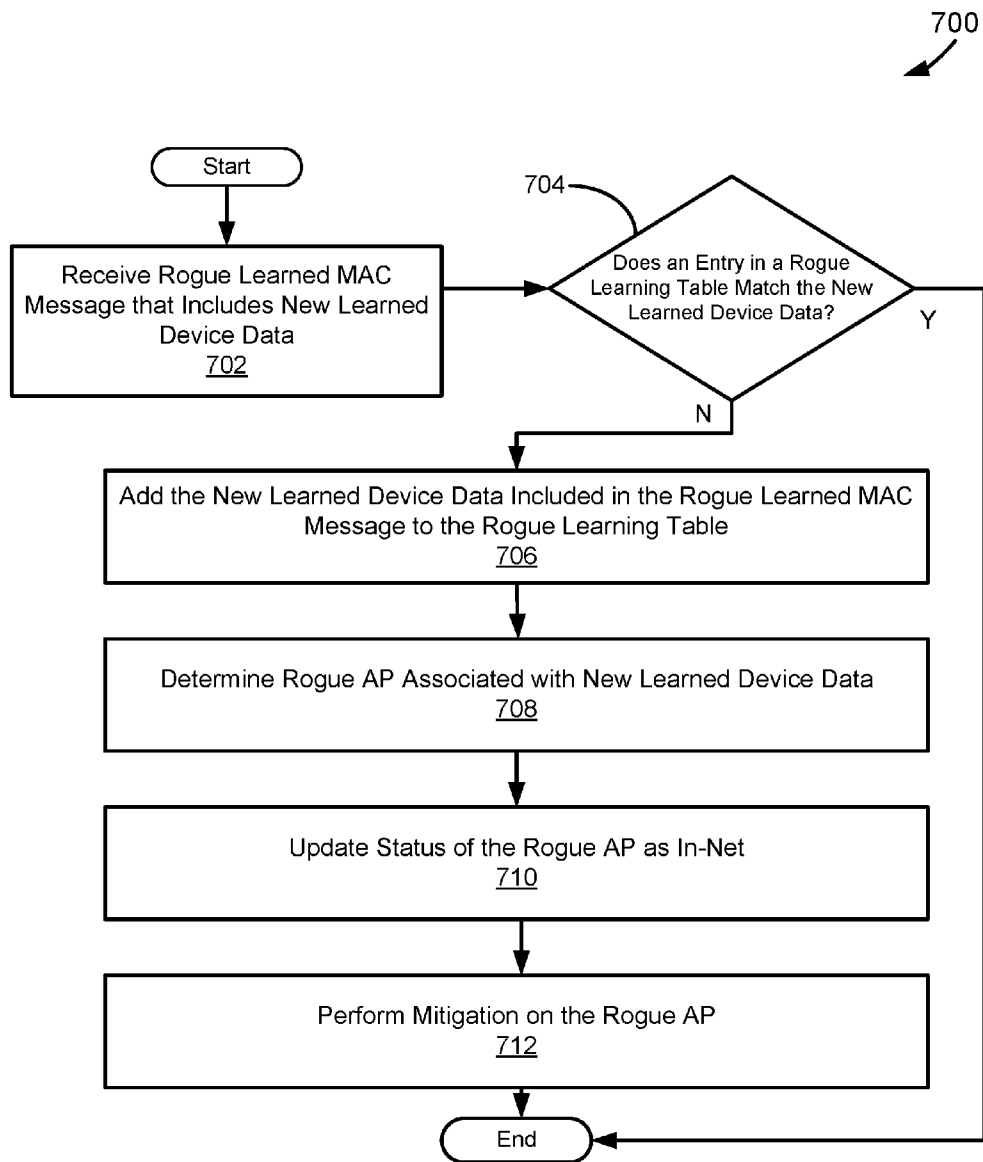 700
Start
704
Receive Rogue Learned MAC
Message that Includes New Learned
Device Data
702
Does an Entry in a Rogue
Learning Table Match the New
Learned Device Data?
Y
N
Add the New Learned Device Data Included in the Rogue Learned MAC
Message to the Rogue Learning Table
706
Determine Rogue AP Associated with New Learned Device Data
708
Update Status of the Rogue AP as In-Net
710
Perform Mitigation on the Rogue AP
712
End